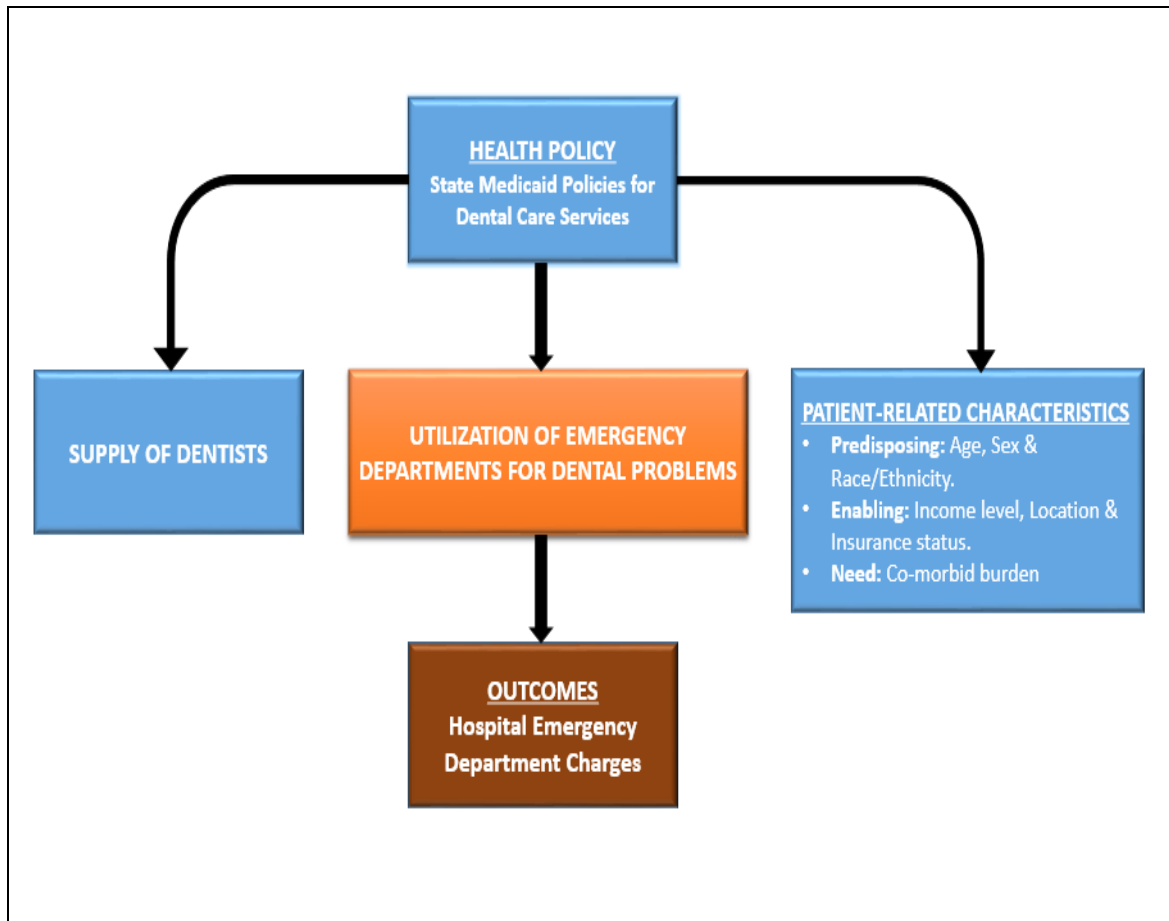 HEALTH POLICY
State Medicaid Policies for
Dental Care Services
SUPPLY OF DENTISTS
UTILIZATION OF EMERGENCY
DEPARTMENTS FOR DENTAL PROBLEMS
PATIENT-RELATED CHARACTERISTICS
• Predisposing: Age, Sex &
Race/Ethnicity.
• Enabling: Income level, Location &
Insurance status.
• Need: Co-morbid burden
OUTCOMES
Hospital Emergency
Department Charges